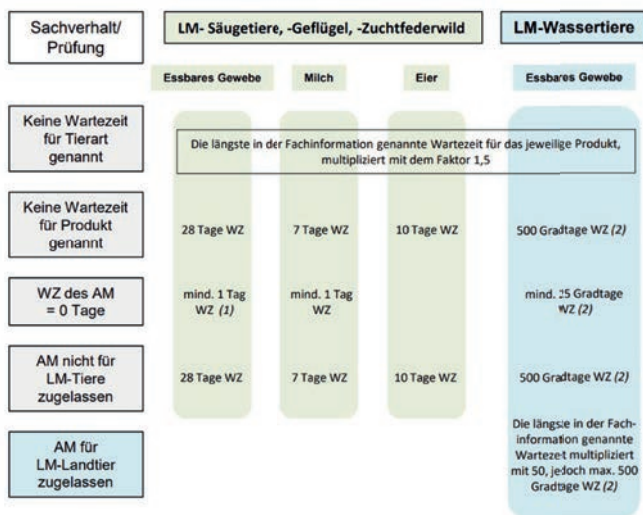 Sachverhalt/
Prüfung
LM- Säugetiere, -Geflügel, -Zuchtfederwild
LM-Wassertiere
Essbares Gewebe
Milch
Eier
Essbares Gewebe
Keine Wartezeit
für Tierart
genannt
Die längste in der Fachinformation genannte Wartezeit für das jeweilige Produkt,
multipliziert mit dem Faktor 1,5
Keine Wartezeit
für Produkt
genannt
28 Tage WZ
7 Tage WZ
10 Tage WZ
500 Gradtage WZ (2)
WZ des AM
= 0 Tage
mind. 1 Tag
WZ (1)
mind. 1 Tag
WZ
mind. 25 Gradtage
WZ (2)
AM nicht für
LM-Tiere
zugelassen
28 Tage WZ
7 Tage WZ
10 Tage WZ
500 Gradtage WZ (2)
AM für
LM-Landtier
zugelassen
Die längste in der Fach-
information genannte
Wartezeit multipliziert
mit 50, jedoch max. 500
Gradtage WZ (2)